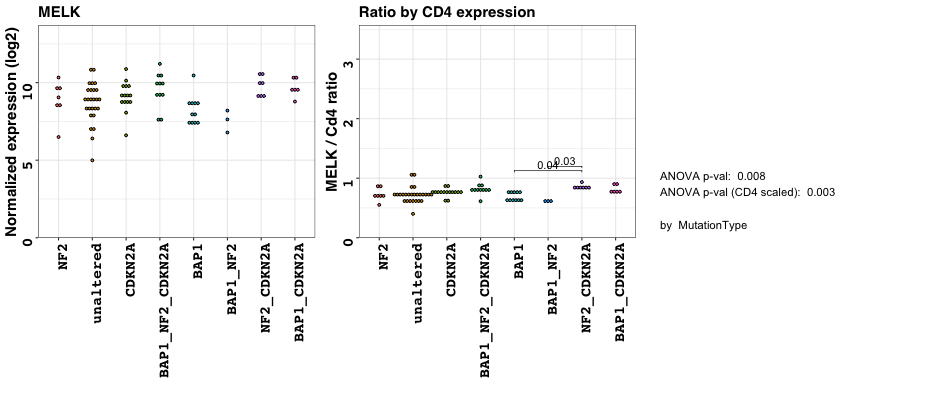 MELK
Normalized expression (log2)
10
5
0
NF2
unaltered
CDKN2A
BAP1_NF2_CDKN2A
BAP1
BAP1_NF2
NF2_CDKN2A
BAP1_CDKN2A
Ratio by CD4 expression
MELK / Cd4 ratio
3
2
1
0
0.04
0.03
NF2
unaltered
CDKN2A
BAP1_NF2_CDKN2A
BAP1
BAP1_NF2
NF2_CDKN2A
BAP1_CDKN2A
ANOVA p-val: 0.008
ANOVA p-val (CD4 scaled): 0.003
by MutationType